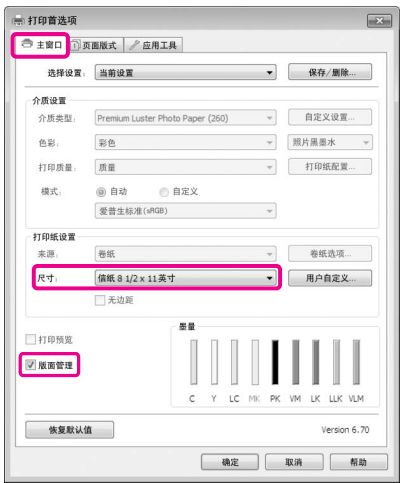 打印首选项
主窗口 页面版式 应用工具
选择设置: 当前设置 保存/删除...
介质设置
介质类型: Premium Luster Photo Paper (260) 自定义设置...
色彩: 彩色 照片黑墨水
打印质量: 质量 打印纸配置...
模式: 自动 自定义
爱普生标准(sRGB)
打印纸设置
来源: 卷纸 卷纸选项...
尺寸: 信纸 8 1/2 x 11 英寸 用户自定义...
无边距
打印预览
版面管理
墨量
C Y LC MK PK VM LK LLK VLM
恢复默认值 Version 6.70
确定 取消 帮助